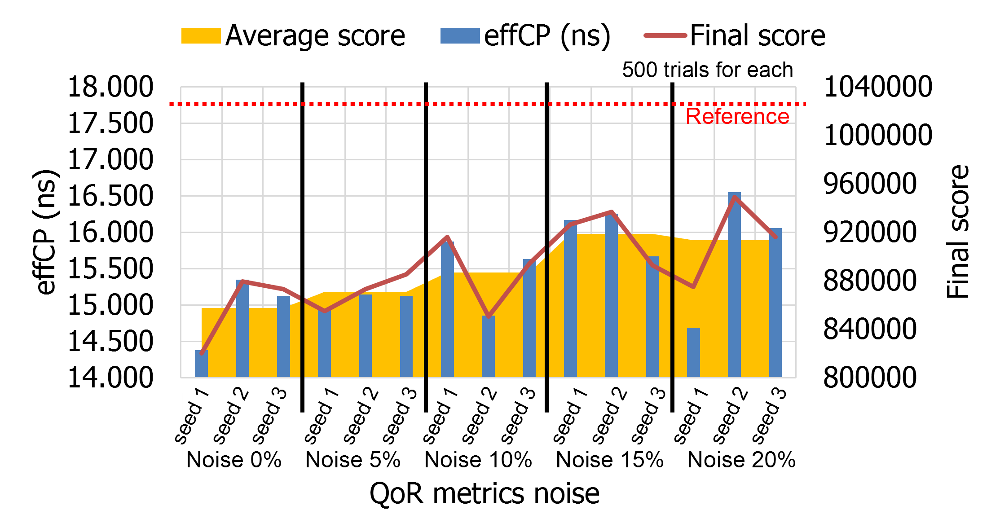 Average score
effCP (ns)
Final score
500 trials for each
18.000
17.500
17.000
16.500
16.000
15.500
15.000
14.500
14.000
effCP (ns)
Reference
1040000
1000000
960000
920000
880000
840000
800000
Final score
seed 1
seed 2
seed 3
seed 1
seed 2
seed 3
seed 1
seed 2
seed 3
seed 1
seed 2
seed 3
seed 1
seed 2
seed 3
Noise 0%
Noise 5%
Noise 10%
Noise 15%
Noise 20%
QoR metrics noise